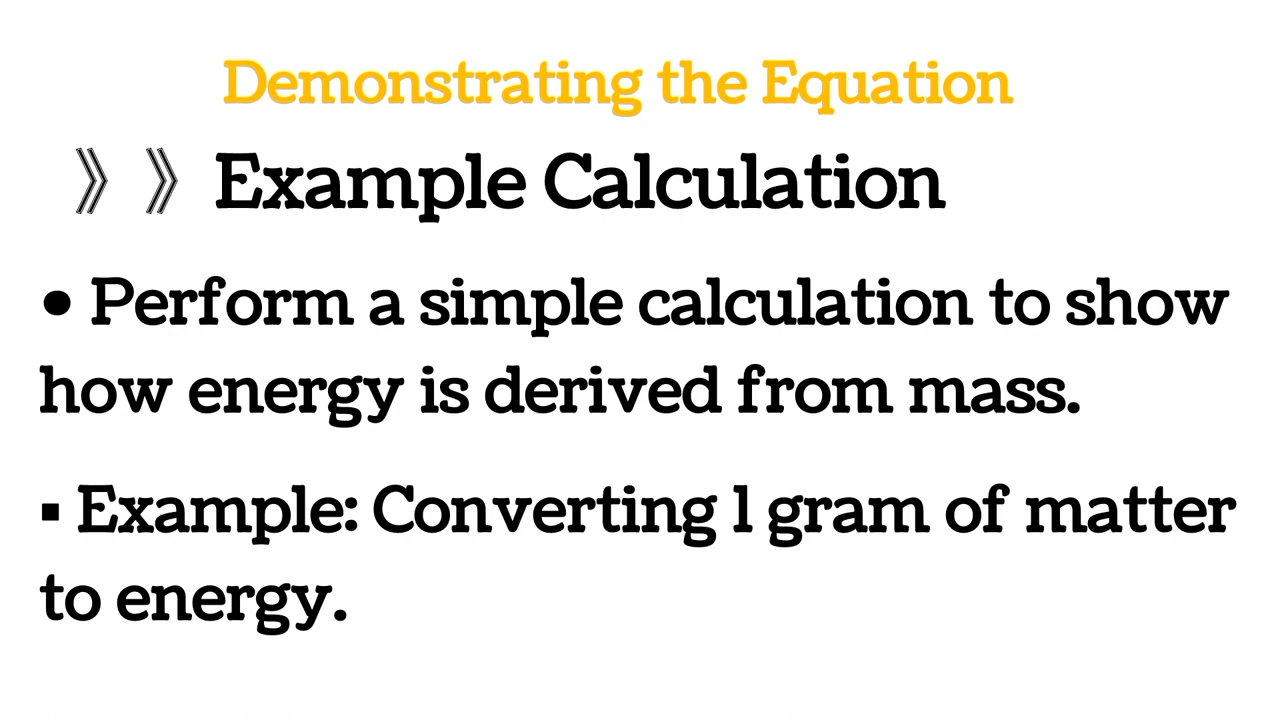 Demonstrating the Equation
》》Example Calculation
• Perform a simple calculation to show
how energy is derived from mass.
▪ Example: Converting 1 gram of matter
to energy.